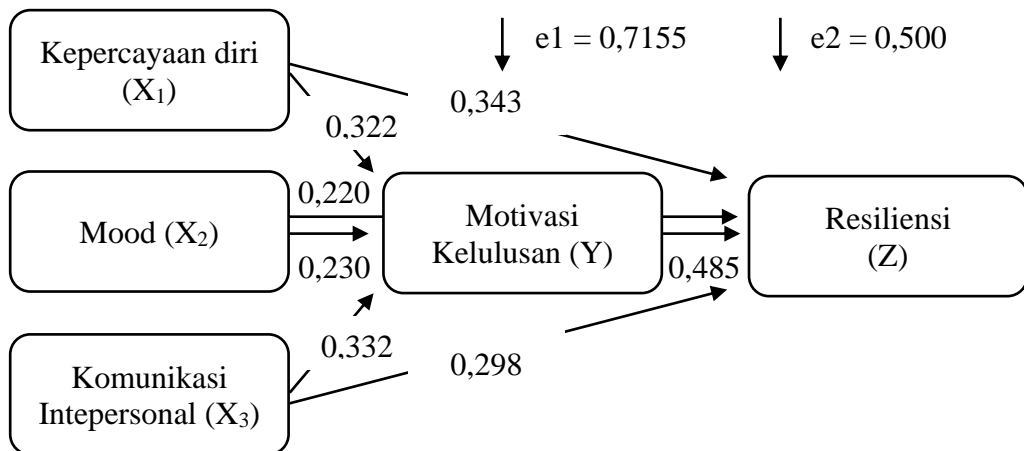 Kepercayaan diri
(X₁)
e1 = 0,7155
e2 = 0,500
0,343
0,322
Mood (X₂)
0,220
0,230
Motivasi
Kelulusan (Y)
0,485
Resiliensi
(Z)
0,332
0,298
Komunikasi
Intepersonal (X₃)